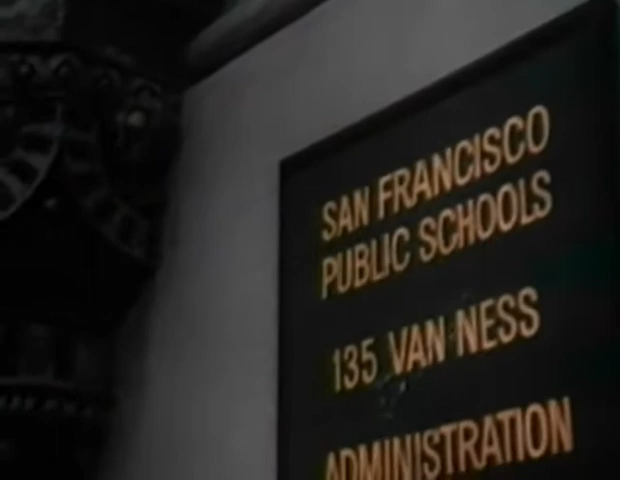 SAN FRANCISCO
PUBLIC SCHOOLS
135 VAN NESS
ADMINISTRATION